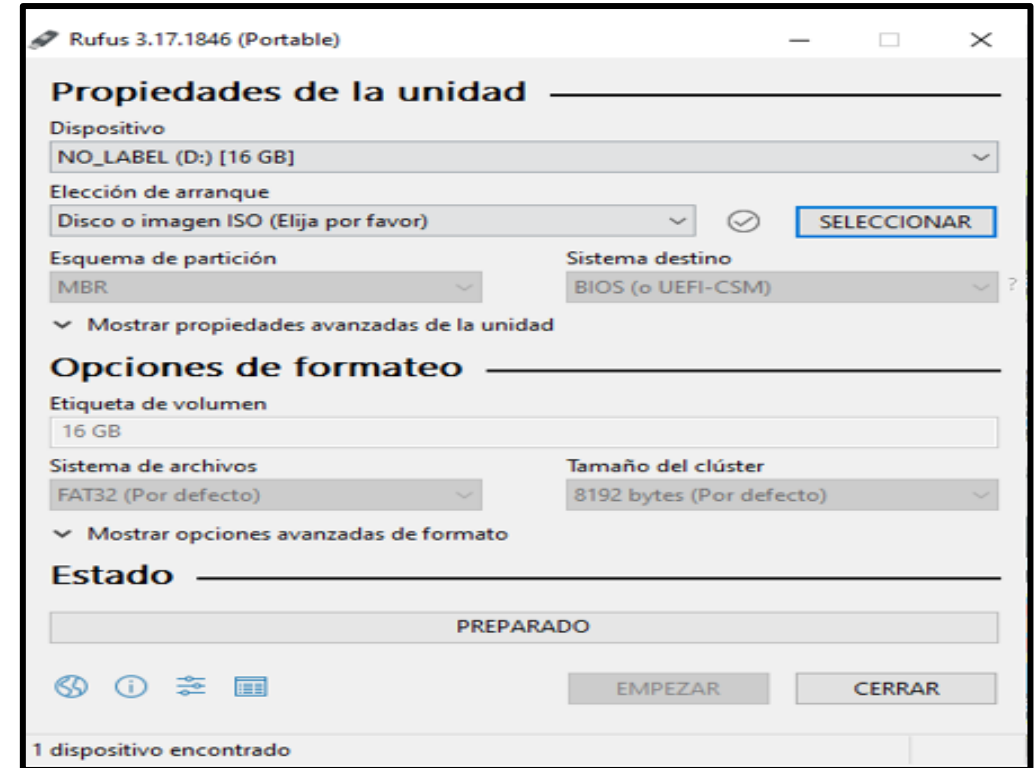 Rufus 3.17.1846 (Portable)
Propiedades de la unidad
Dispositivo
NO_LABEL (D:) [16 GB]
Elección de arranque
Disco o imagen ISO (Elija por favor)
SELECCIONAR
Esquema de partición
Sistema destino
MBR
BIOS (o UEFI-CSM)
?
Mostrar propiedades avanzadas de la unidad
Opciones de formateo
Etiqueta de volumen
16 GB
Sistema de archivos
Tamaño del clúster
FAT32 (Por defecto)
8192 bytes (Por defecto)
Mostrar opciones avanzadas de formato
Estado
PREPARADO
EMPEZAR
CERRAR
1 dispositivo encontrado